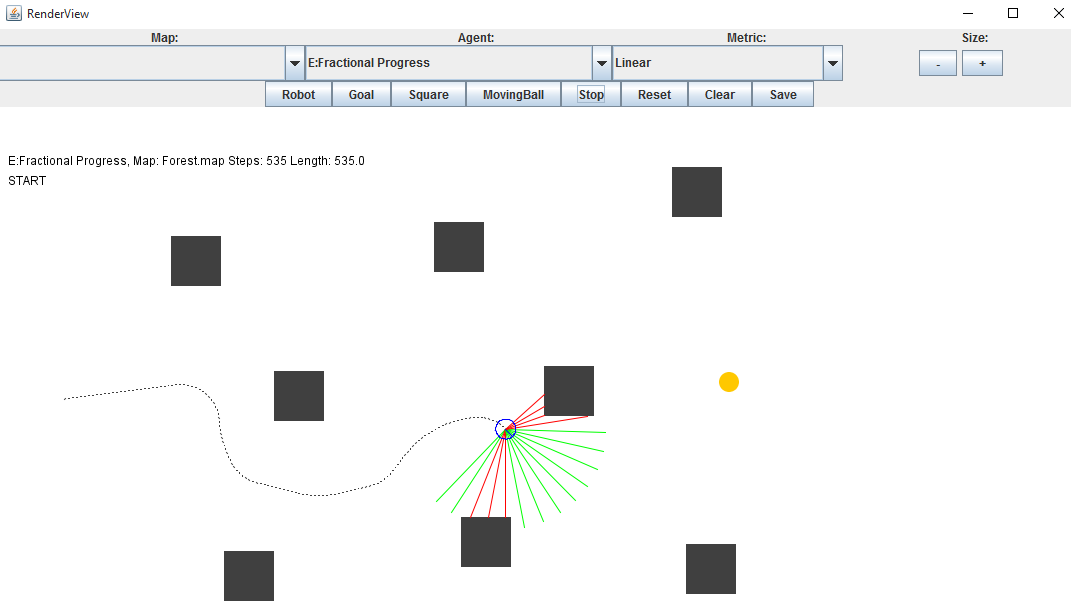 RenderView
Map: Agent: Metric: Size:
E:Fractional Progress Linear - +
Robot Goal Square MovingBall Stop Reset Clear Save
E:Fractional Progress, Map: Forest.map Steps: 535 Length: 535.0
START